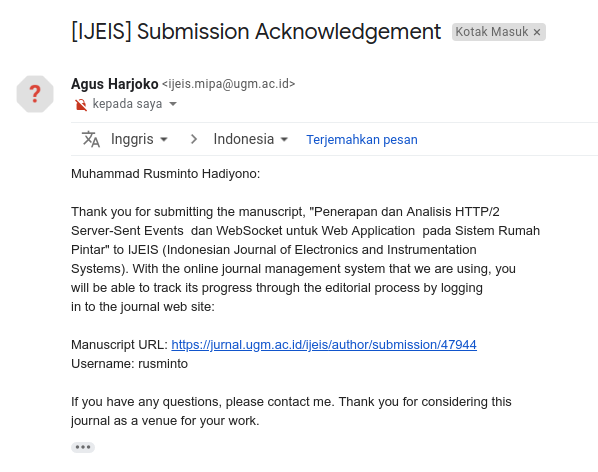 [IJEIS] Submission Acknowledgement Kotak Masuk ×
Agus Harjoko <ijeis.mipa@ugm.ac.id>
kepada saya
Inggris > Indonesia Terjemahkan pesan
Muhammad Rusminto Hadiyono:
Thank you for submitting the manuscript, "Penerapan dan Analisis HTTP/2
Server-Sent Events  dan WebSocket untuk Web Application  pada Sistem Rumah
Pintar" to IJEIS (Indonesian Journal of Electronics and Instrumentation
Systems). With the online journal management system that we are using, you
will be able to track its progress through the editorial process by logging
in to the journal web site:
Manuscript URL: https://jurnal.ugm.ac.id/ijeis/author/submission/47944
Username: rusminto
If you have any questions, please contact me. Thank you for considering this
journal as a venue for your work.